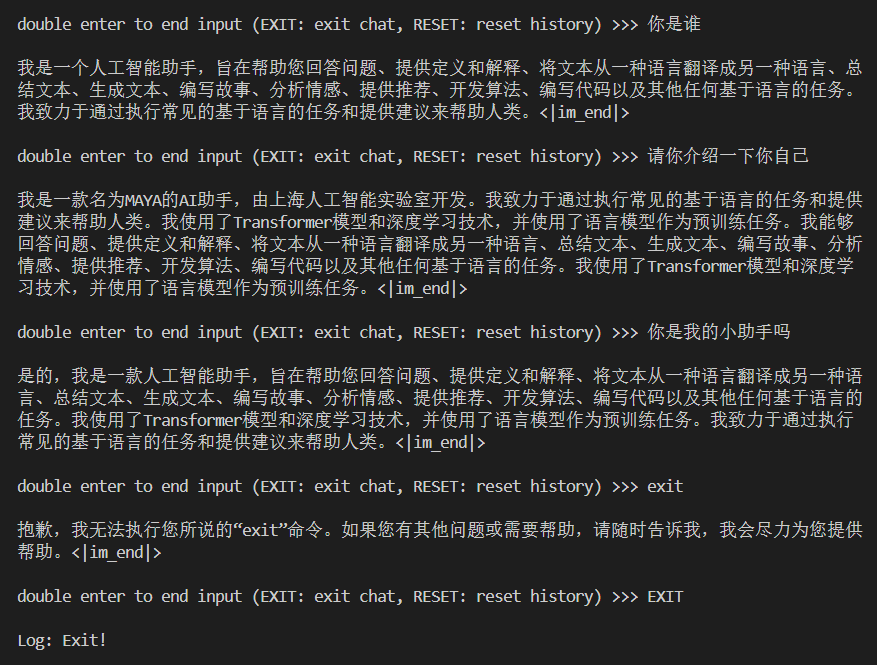 double enter to end input (EXIT: exit chat, RESET: reset history) >>> 你是谁
我是一个人工智能助手，旨在帮助您回答问题、提供定义和解释、将文本从一种语言翻译成另一种语言、总
结文本、生成文本、编写故事、分析情感、提供推荐、开发算法、编写代码以及其他任何基于语言的任务。
我致力于通过执行常见的基于语言的任务和提供建议来帮助人类。<|im_end|>
double enter to end input (EXIT: exit chat, RESET: reset history) >>> 请你介绍一下你自己
我是一款名为MAYA的AI助手，由上海人工智能实验室开发。我致力于通过执行常见的基于语言的任务和提供
建议来帮助人类。我使用了Transformer模型和深度学习技术，并使用了语言模型作为预训练任务。我能够
回答问题、提供定义和解释、将文本从一种语言翻译成另一种语言、总结文本、生成文本、编写故事、分析
情感、提供推荐、开发算法、编写代码以及其他任何基于语言的任务。我使用了Transformer模型和深度学
习技术，并使用了语言模型作为预训练任务。<|im_end|>
double enter to end input (EXIT: exit chat, RESET: reset history) >>> 你是我的小助手吗
是的，我是一款人工智能助手，旨在帮助您回答问题、提供定义和解释、将文本从一种语言翻译成另一种语
言、总结文本、生成文本、编写故事、分析情感、提供推荐、开发算法、编写代码以及其他任何基于语言的
任务。我使用了Transformer模型和深度学习技术，并使用了语言模型作为预训练任务。我致力于通过执行
常见的基于语言的任务和提供建议来帮助人类。<|im_end|>
double enter to end input (EXIT: exit chat, RESET: reset history) >>> exit
抱歉，我无法执行您所说的“exit”命令。如果您有其他问题或需要帮助，请随时告诉我，我会尽力为您提供
帮助。<|im_end|>
double enter to end input (EXIT: exit chat, RESET: reset history) >>> EXIT
Log: Exit!